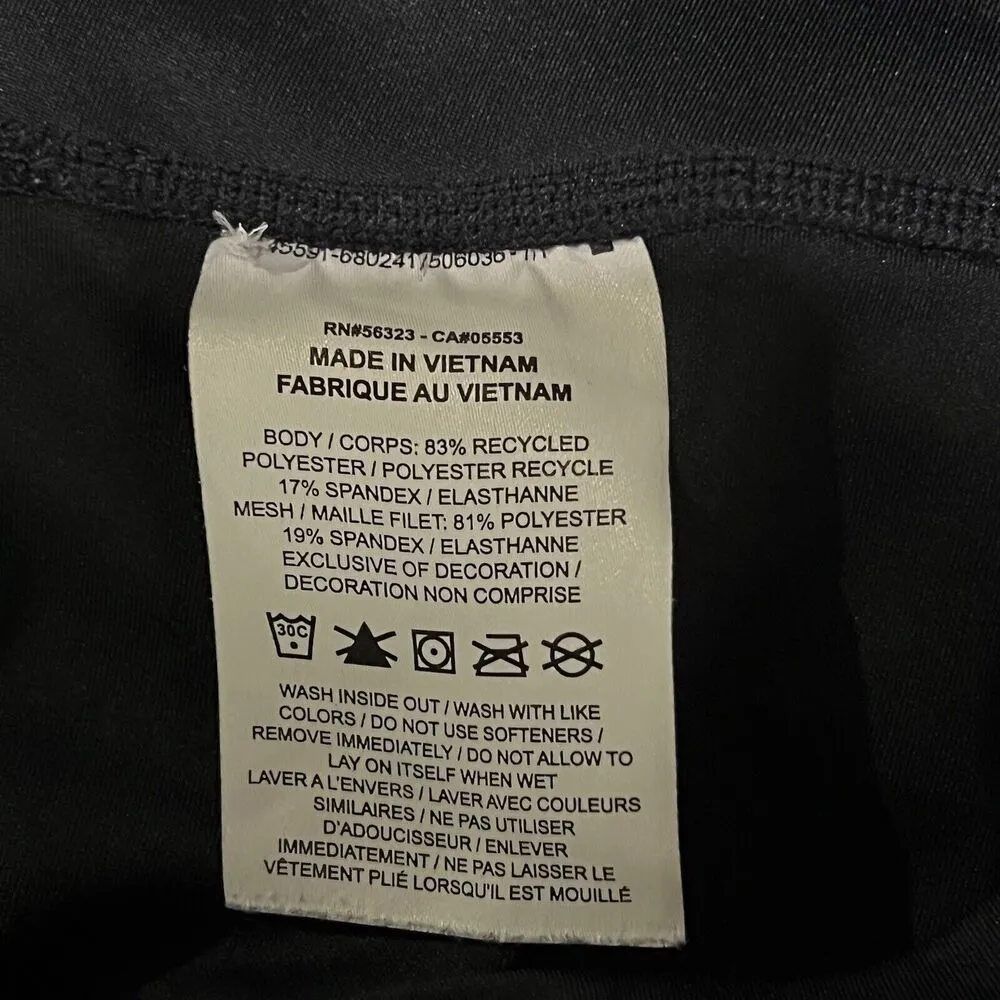 RN#56323 - CA#05553
MADE IN VIETNAM
FABRIQUE AU VIETNAM
BODY / CORPS: 83% RECYCLED
POLYESTER / POLYESTER RECYCLE
17% SPANDEX / ELASTHANNE
MESH / MAILLE FILET: 81% POLYESTER
19% SPANDEX / ELASTHANNE
EXCLUSIVE OF DECORATION /
DECORATION NON COMPRISE
30C
WASH INSIDE OUT / WASH WITH LIKE
COLORS / DO NOT USE SOFTENERS /
REMOVE IMMEDIATELY / DO NOT ALLOW TO
LAY ON ITSELF WHEN WET
LAVER A L'ENVERS / LAVER AVEC COULEURS
SIMILAIRES / NE PAS UTILISER
D'ADOUCISSEUR / ENLEVER
IMMEDIATEMENT / NE PAS LAISSER LE
VÊTEMENT PLIÉ LORSQU'IL EST MOUILLÉ